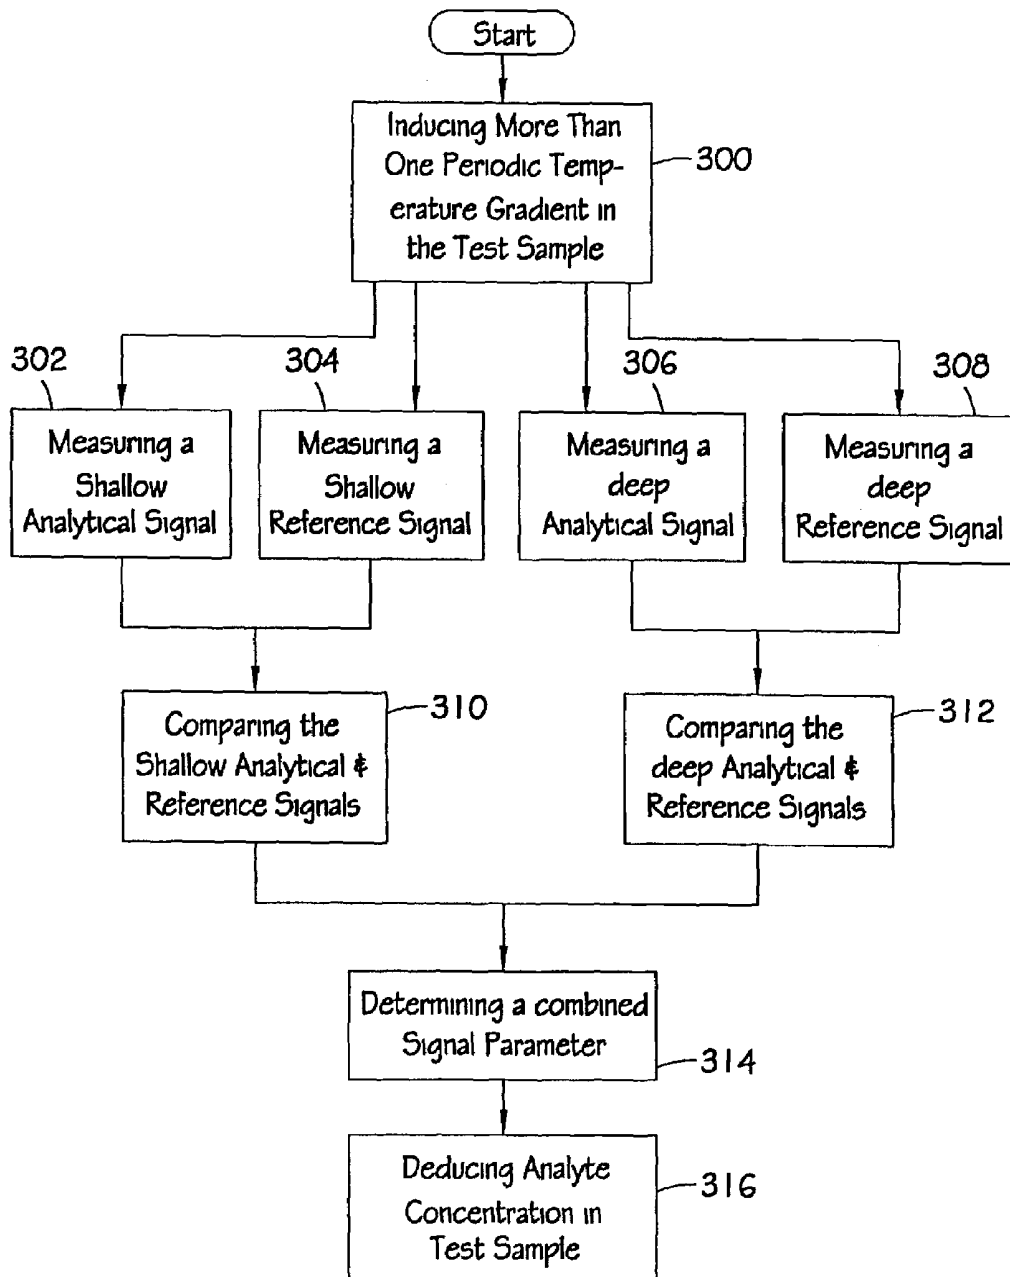 Start
Inducing More Than
One Periodic Temp-
erature Gradient in
the Test Sample
300
302
304
306
308
Measuring a
Shallow
Analytical Signal
Measuring a
Shallow
Reference Signal
Measuring a
deep
Analytical Signal
Measuring a
deep
Reference Signal
Comparing the
Shallow Analytical &
Reference Signals
310
Comparing the
deep Analytical &
Reference Signals
312
Determining a combined
Signal Parameter
314
Deducing Analyte
Concentration in
Test Sample
316